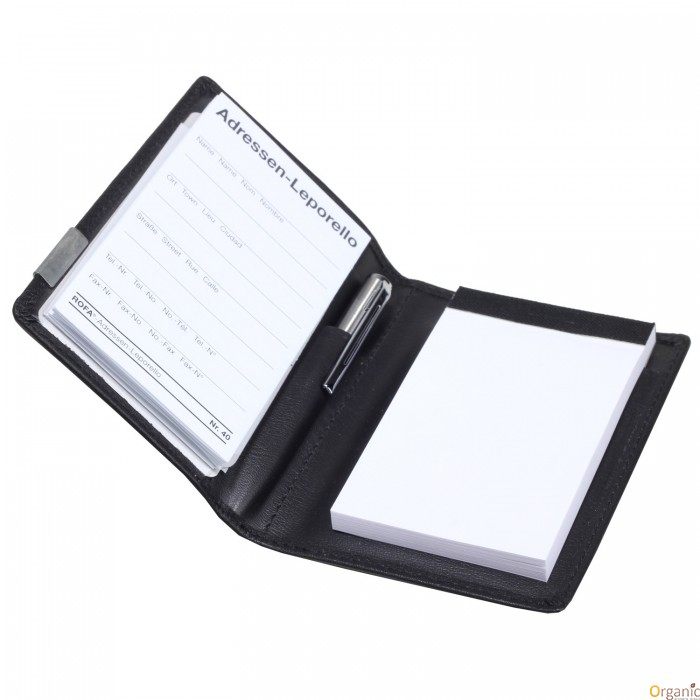 Adressen-Leporello
Name Name Nom Nombre
Ort Town Lieu Ciudad
Straße Street Rue Calle
Tel.-Nr. Tel.-No. No.-Tél. Tel.-N°
Fax-Nr. Fax-No. No.-Fax Fax-N°
ROFA®-Adressen-Leporello
Nr. 40
Organic